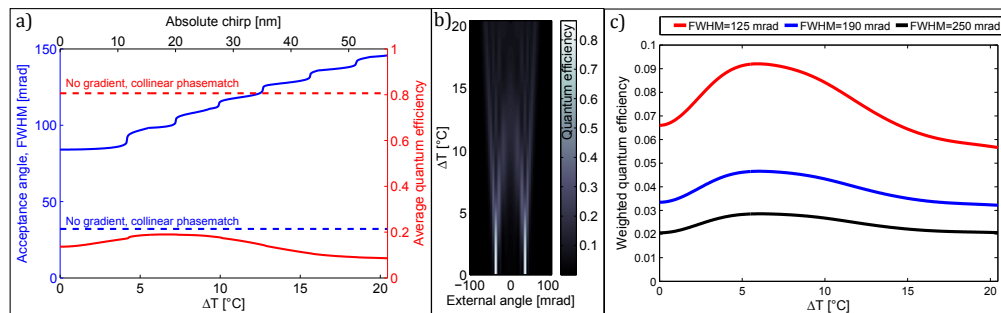 a)
Absolute chirp [nm]
0 10 20 30 40 50
150
100
50
0
Acceptance angle, FWHM [mrad]
No gradient, collinear phasematch
No gradient, collinear phasematch
1
0.8
0.6
0.4
0.2
0
Average quantum efficiency
0 5 10 15 20
ΔT [°C]
b)
20
15
10
5
0
ΔT [°C]
−100 0 100
External angle [mrad]
Quantum efficiency
0.8
0.7
0.6
0.5
0.4
0.3
0.2
0.1
c)
FWHM=125 mrad FWHM=190 mrad FWHM=250 mrad
0.1
0.09
0.08
0.07
0.06
0.05
0.04
0.03
0.02
0.01
0
Weighted quantum efficiency
0 5 10 15 20
ΔT [°C]